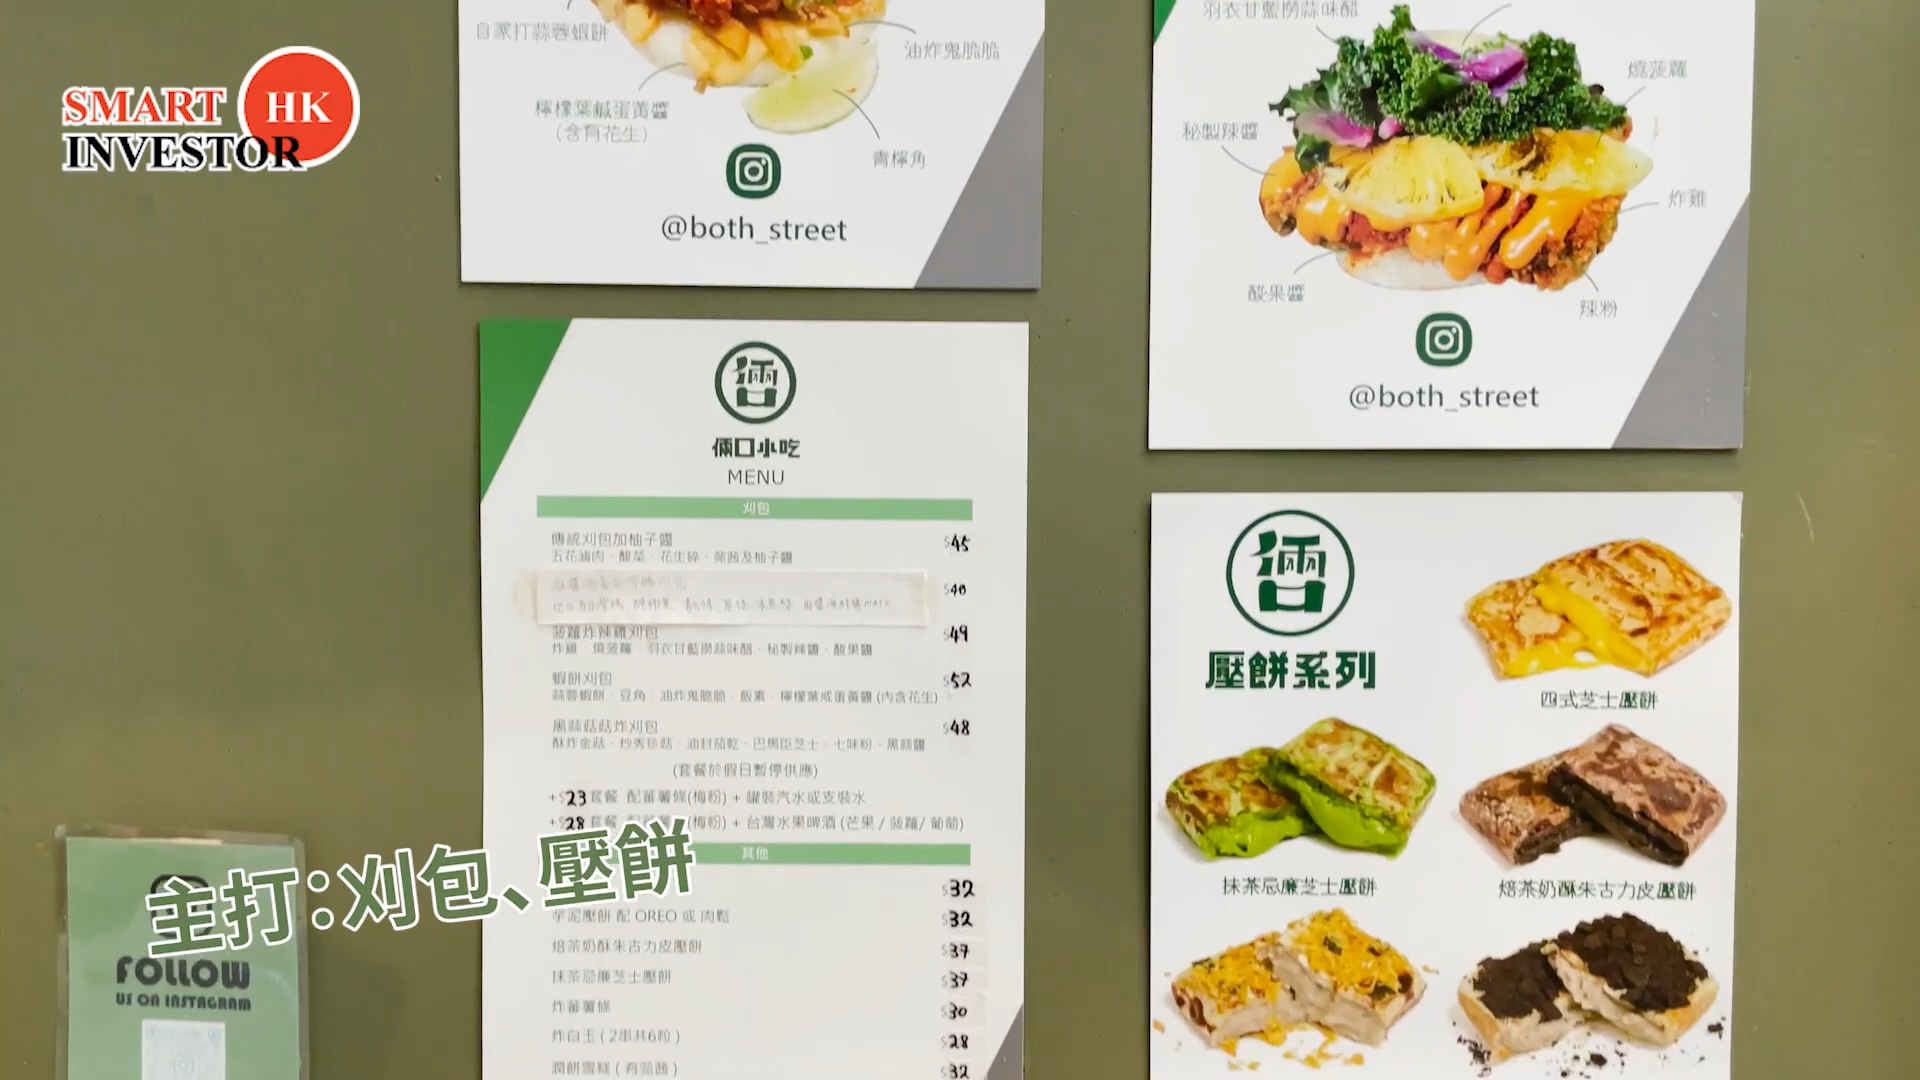 SMART
HK
INVESTOR
自家打蒜蓉蝦餅
油炸鬼脆脆
檸檬葉鹹蛋黃醬
(含有花生)
青檸角
@both_street
羽衣甘藍撈蒜味醋
燒菠蘿
秘製辣醬
炸雞
酸果醬
辣粉
@both_street
倆口小吃
MENU
刈包
傳統刈包加柚子醬 $45
五花滷肉、酸菜、花生碎、芫茜及柚子醬
$40
菠蘿炸辣雞刈包 $49
炸雞、燒菠蘿、羽衣甘藍撈蒜味醋、秘製辣醬、酸果醬
蝦餅刈包 $52
蒜蓉蝦餅、豆角、油炸鬼脆脆、飯素、檸檬葉咸蛋黃醬 (內含花生)
黑蒜菇菇炸刈包 $48
酥炸金菇、炒秀珍菇、油封茄乾、巴馬臣芝士、七味粉、黑蒜醬
(套餐於假日暫停供應)
+$23 套餐 配蕃薯條(梅粉) + 罐裝汽水或支裝水
+$28 套餐 (梅粉) + 台灣水果啤酒 (芒果 / 菠蘿/ 葡萄)
其他
$32
芋泥壓餅 配 OREO 或 肉鬆 $32
焙茶奶酥朱古力皮壓餅 $37
抹茶忌廉芝士壓餅 $37
炸蕃薯條 $30
炸白玉 ( 2串共6粒 ) $28
潤餅雪糕 ( 有芫茜 ) $32
壓餅系列
四式芝士壓餅
抹茶忌廉芝士壓餅
焙茶奶酥朱古力皮壓餅
主打：刈包、壓餅
FOLLOW
US ON INSTAGRAM